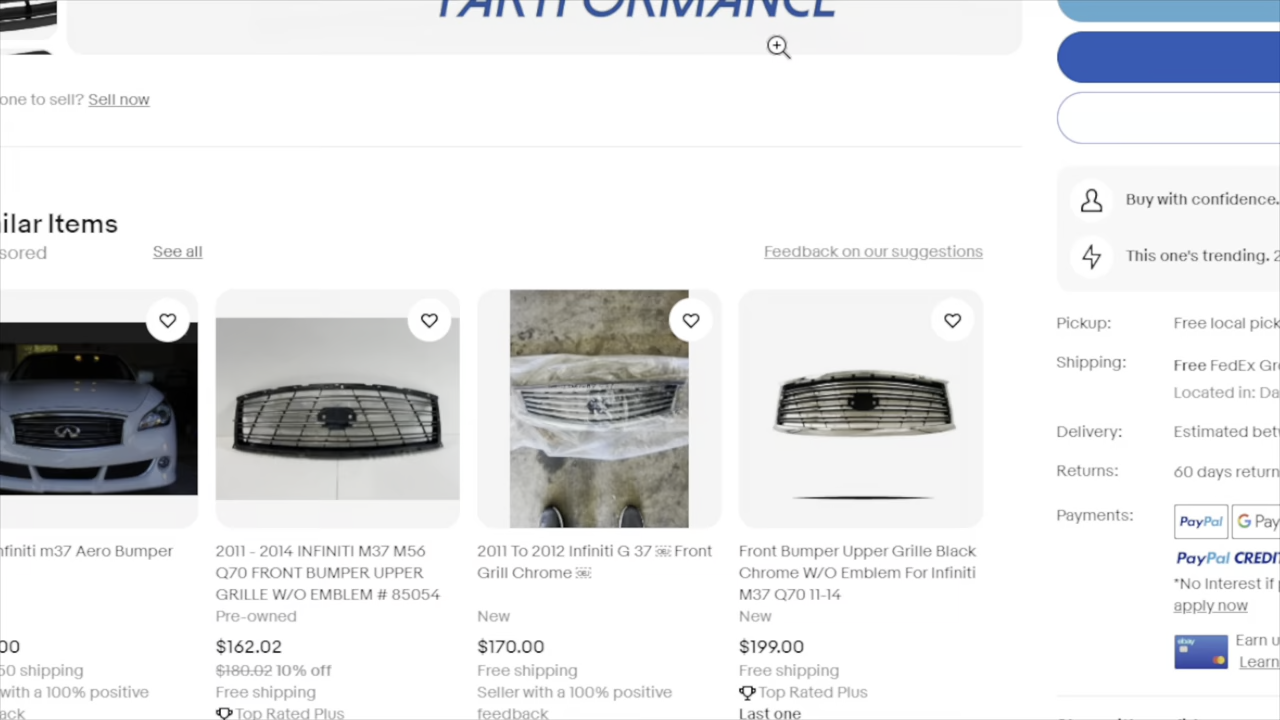 PARTFORMANCE
one to sell? Sell now
ilar Items
sored
See all
Feedback on our suggestions
nfiniti m37 Aero Bumper
.00
50 shipping
with a 100% positive
ack
2011 - 2014 INFINITI M37 M56
Q70 FRONT BUMPER UPPER
GRILLE W/O EMBLEM # 85054
Pre-owned
$162.02
$180.02 10% off
Free shipping
Top Rated Plus
2011 To 2012 Infiniti G 37 ￼ Front
Grill Chrome ￼
New
$170.00
Free shipping
Seller with a 100% positive
feedback
Front Bumper Upper Grille Black
Chrome W/O Emblem For Infiniti
M37 Q70 11-14
New
$199.00
Free shipping
Top Rated Plus
Last one
Buy with confidence.
This one's trending. 2
Pickup: Free local pick
Shipping: Free FedEx Gr
Located in: Da
Delivery: Estimated bet
Returns: 60 days return
Payments: PayPal G Pay
PayPal CREDIT
*No Interest if p
apply now
ebay
Earn u
Learn